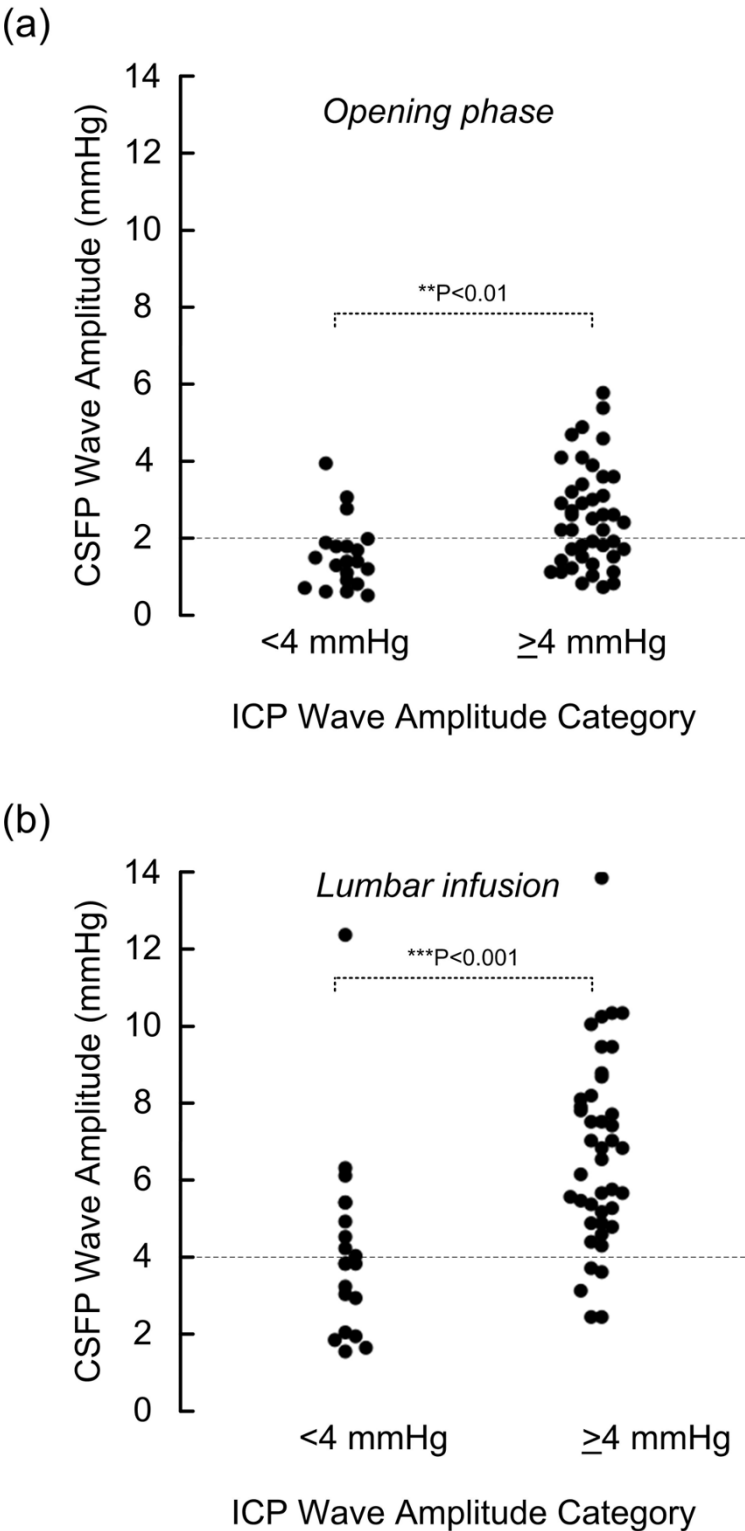 (a)
14
Opening phase
12
10
**P<0.01
8
6
4
2
0
CSFP Wave Amplitude (mmHg)
<4 mmHg
≥4 mmHg
ICP Wave Amplitude Category
(b)
14
Lumbar infusion
12
***P<0.001
10
8
6
4
2
0
CSFP Wave Amplitude (mmHg)
<4 mmHg
≥4 mmHg
ICP Wave Amplitude Category